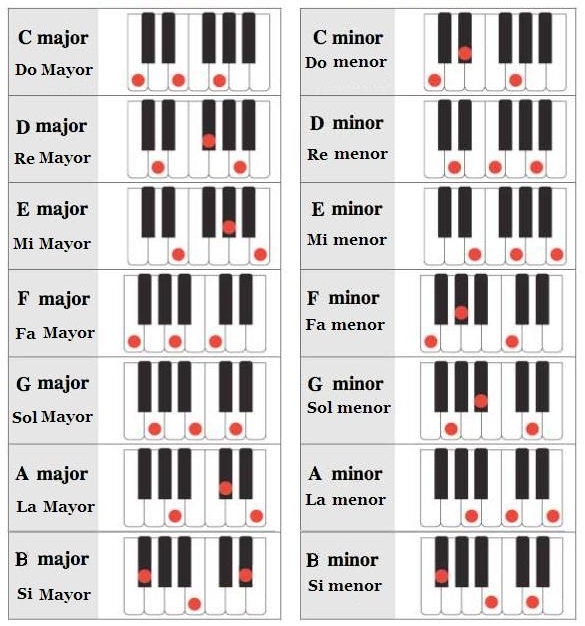 C major
Do Mayor
C minor
Do menor
D major
Re Mayor
D minor
Re menor
E major
Mi Mayor
E minor
Mi menor
F major
Fa Mayor
F minor
Fa menor
G major
Sol Mayor
G minor
Sol menor
A major
La Mayor
A minor
La menor
B major
Si Mayor
B minor
Si menor